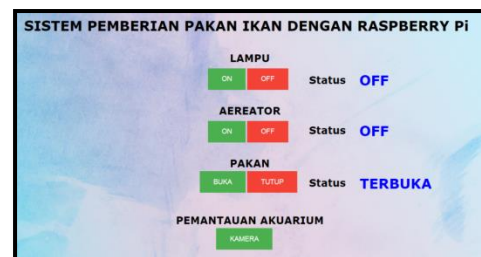 SISTEM PEMBERIAN PAKAN IKAN DENGAN RASPBERRY Pi
LAMPU
ON OFF Status OFF
AEREATOR
ON OFF Status OFF
PAKAN
BUKA TUTUP Status TERBUKA
PEMANTAUAN AKUARIUM
KAMERA